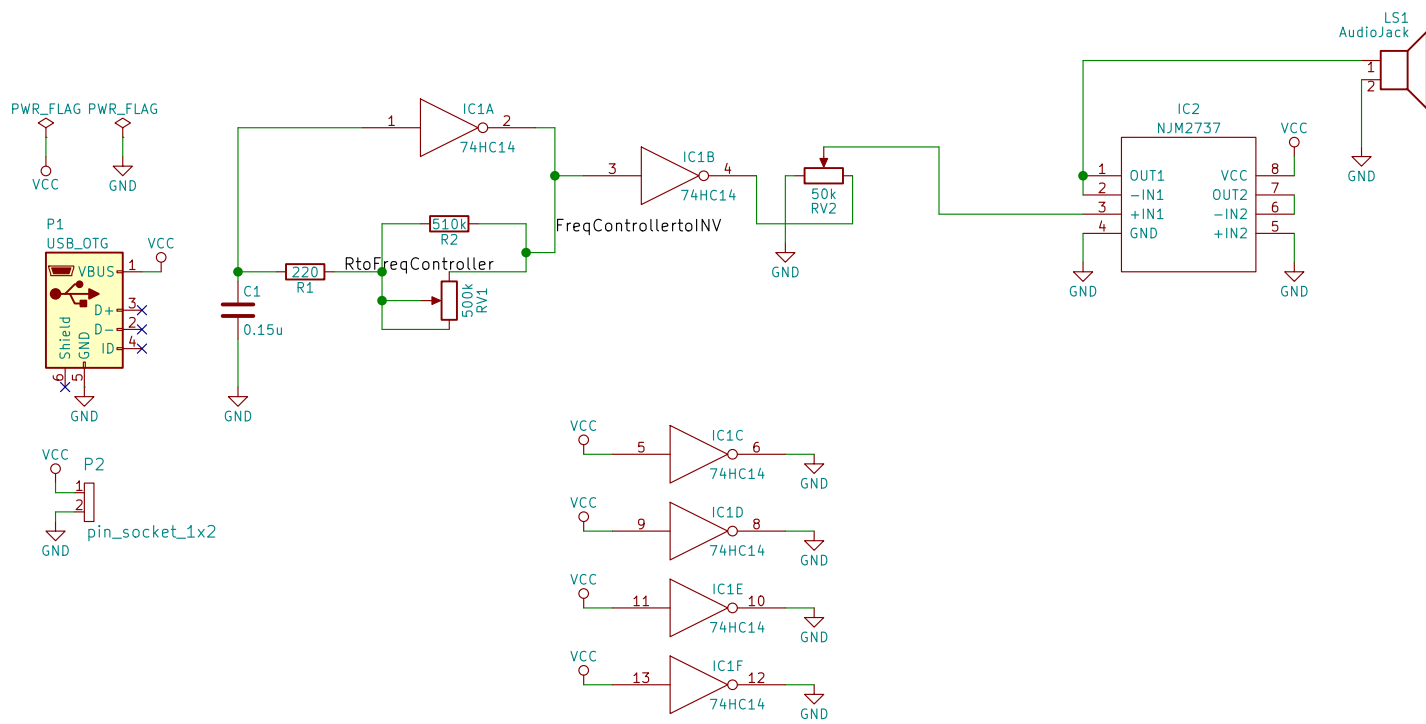 LS1
AudioJack
1
2
GND
PWR_FLAG
PWR_FLAG
VCC
GND
IC1A
1
2
74HC14
IC1B
3
4
74HC14
50k
RV2
GND
IC2
NJM2737
VCC
1
OUT1
VCC
8
2
-IN1
OUT2
7
3
+IN1
-IN2
6
4
GND
+IN2
5
GND
GND
P1
USB_OTG
VCC
VBUS
1
D+
3
D-
2
ID
4
Shield
GND
6
5
GND
510k
R2
FreqControllertoINV
RtoFreqController
220
R1
C1
0.15u
500k
RV1
GND
VCC
P2
1
2
pin_socket_1x2
GND
VCC
IC1C
5
6
74HC14
GND
VCC
IC1D
9
8
74HC14
GND
VCC
IC1E
11
10
74HC14
GND
VCC
IC1F
13
12
74HC14
GND